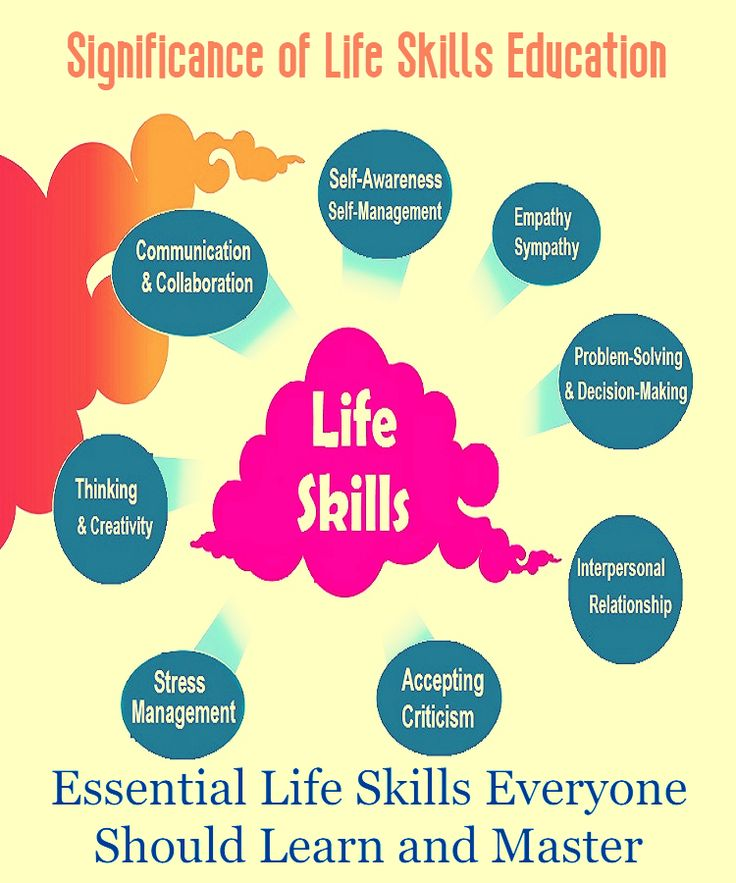 Significance of Life Skills Education
Self-Awareness
Self-Management
Empathy
Sympathy
Communication
& Collaboration
Problem-Solving
& Decision-Making
Life
Skills
Thinking
& Creativity
Interpersonal
Relationship
Stress
Management
Accepting
Criticism
Essential Life Skills Everyone
Should Learn and Master